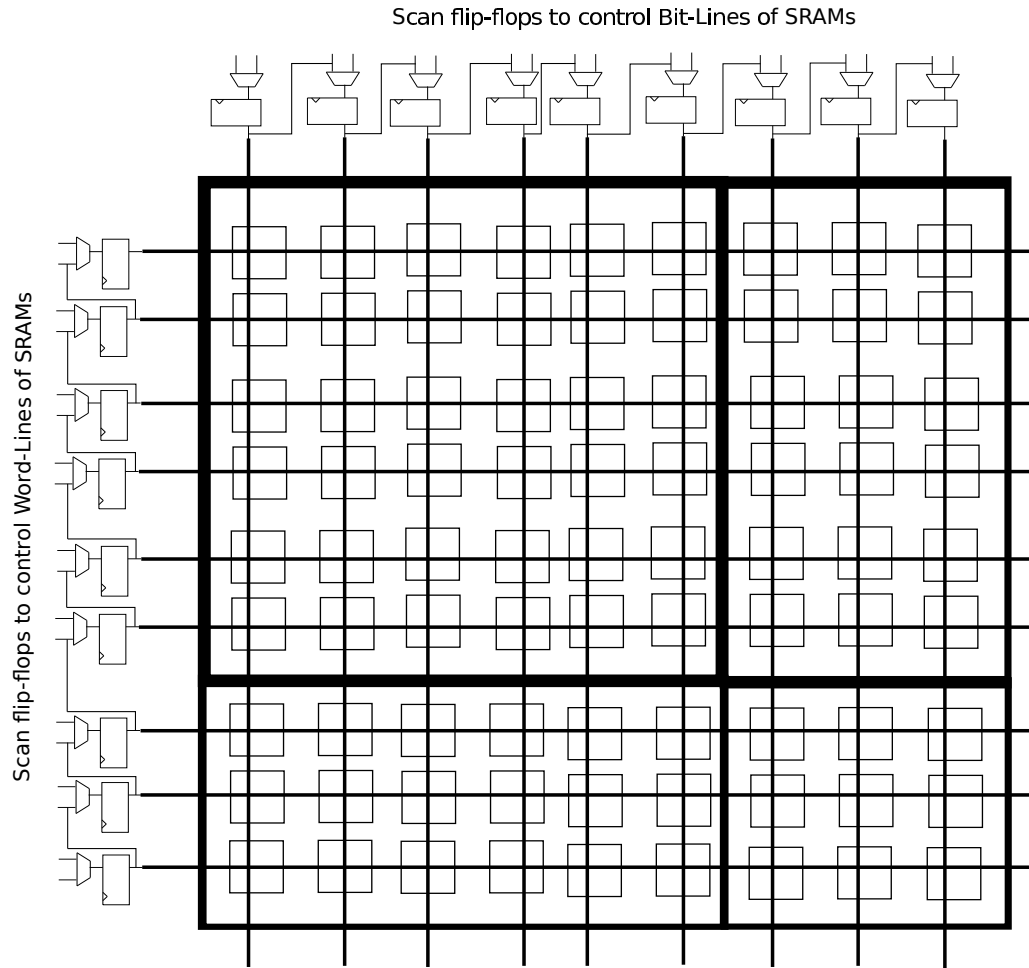 Scan flip-flops to control Bit-Lines of SRAMs
Scan flip-flops to control Word-Lines of SRAMs